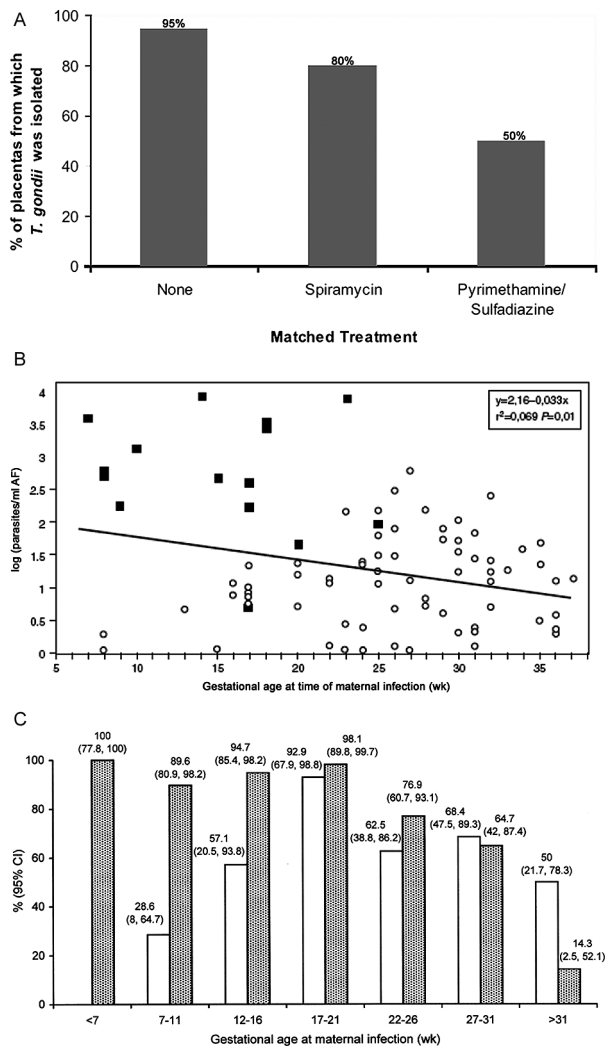 A
% of placentas from which
T. gondii was isolated
100
80
60
40
20
0
95%
80%
50%
None
Spiramycin
Pyrimethamine/
Sulfadiazine
Matched Treatment
B
log (parasites/ml AF)
4
3.5
3
2.5
2
1.5
1
0.5
0
y=2,16–0,033x
r²=0,069 P=0,01
5 10 15 20 25 30 35
Gestational age at time of maternal infection (wk)
C
% (95% CI)
100
80
60
40
20
0
100
(77.8, 100)
28.6
(8, 64.7)
89.6
(80.9, 98.2)
57.1
(20.5, 93.8)
94.7
(85.4, 98.2)
92.9
(67.9, 98.8)
98.1
(89.8, 99.7)
62.5
(38.8, 86.2)
76.9
(60.7, 93.1)
68.4
(47.5, 89.3)
64.7
(42, 87.4)
50
(21.7, 78.3)
14.3
(2.5, 52.1)
<7 7-11 12-16 17-21 22-26 27-31 >31
Gestational age at maternal infection (wk)